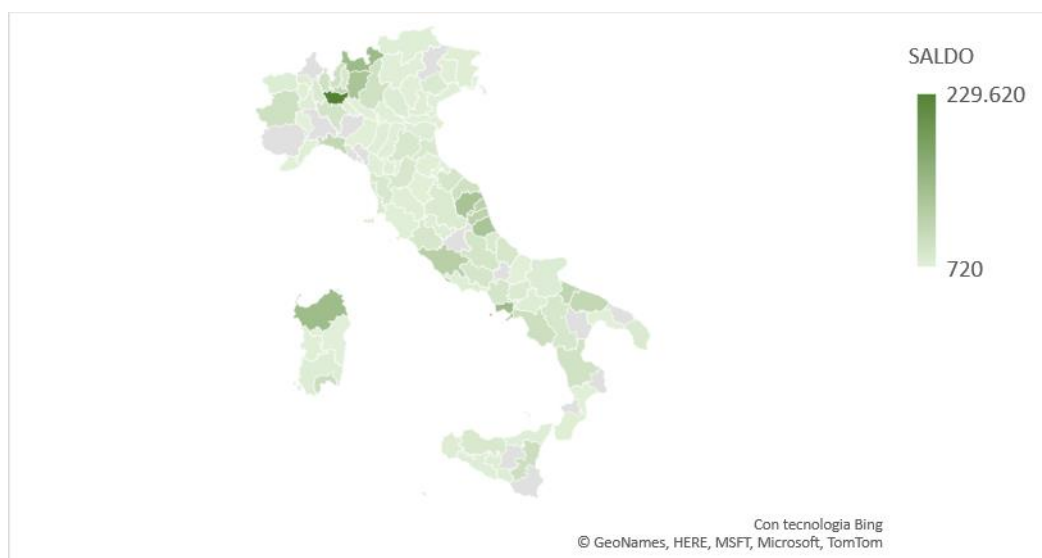 SALDO
229.620
720
Con tecnologia Bing
© GeoNames, HERE, MSFT, Microsoft, TomTom